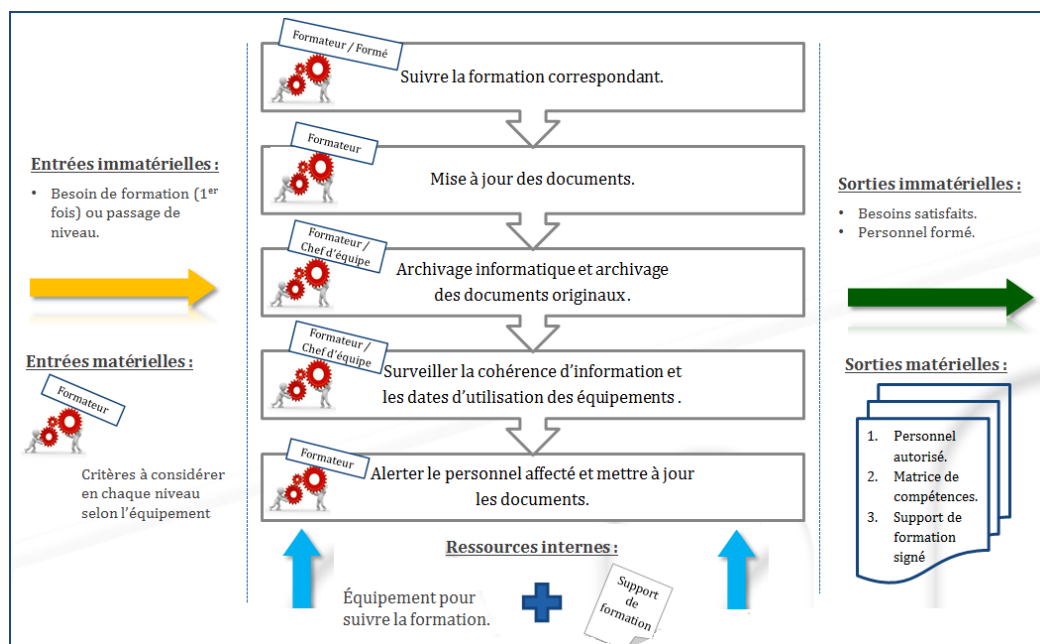 Formateur / Formé
Suivre la formation correspondant.
Formateur
Mise à jour des documents.
Formateur /
Chef d'équipe
Archivage informatique et archivage
des documents originaux.
Formateur /
Chef d'équipe
Surveiller la cohérence d'information et
les dates d'utilisation des équipements.
Formateur
Alerter le personnel affecté et mettre à jour
les documents.
Entrées immatérielles :
• Besoin de formation (1er
fois) ou passage de
niveau.
Entrées matérielles :
Formateur
Critères à considérer
en chaque niveau
selon l'équipement
Ressources internes :
Équipement pour
suivre la formation.
Support
de
formation
Sorties immatérielles :
• Besoins satisfaits.
• Personnel formé.
Sorties matérielles :
1. Personnel
autorisé.
2. Matrice de
compétences.
3. Support de
formation
signé